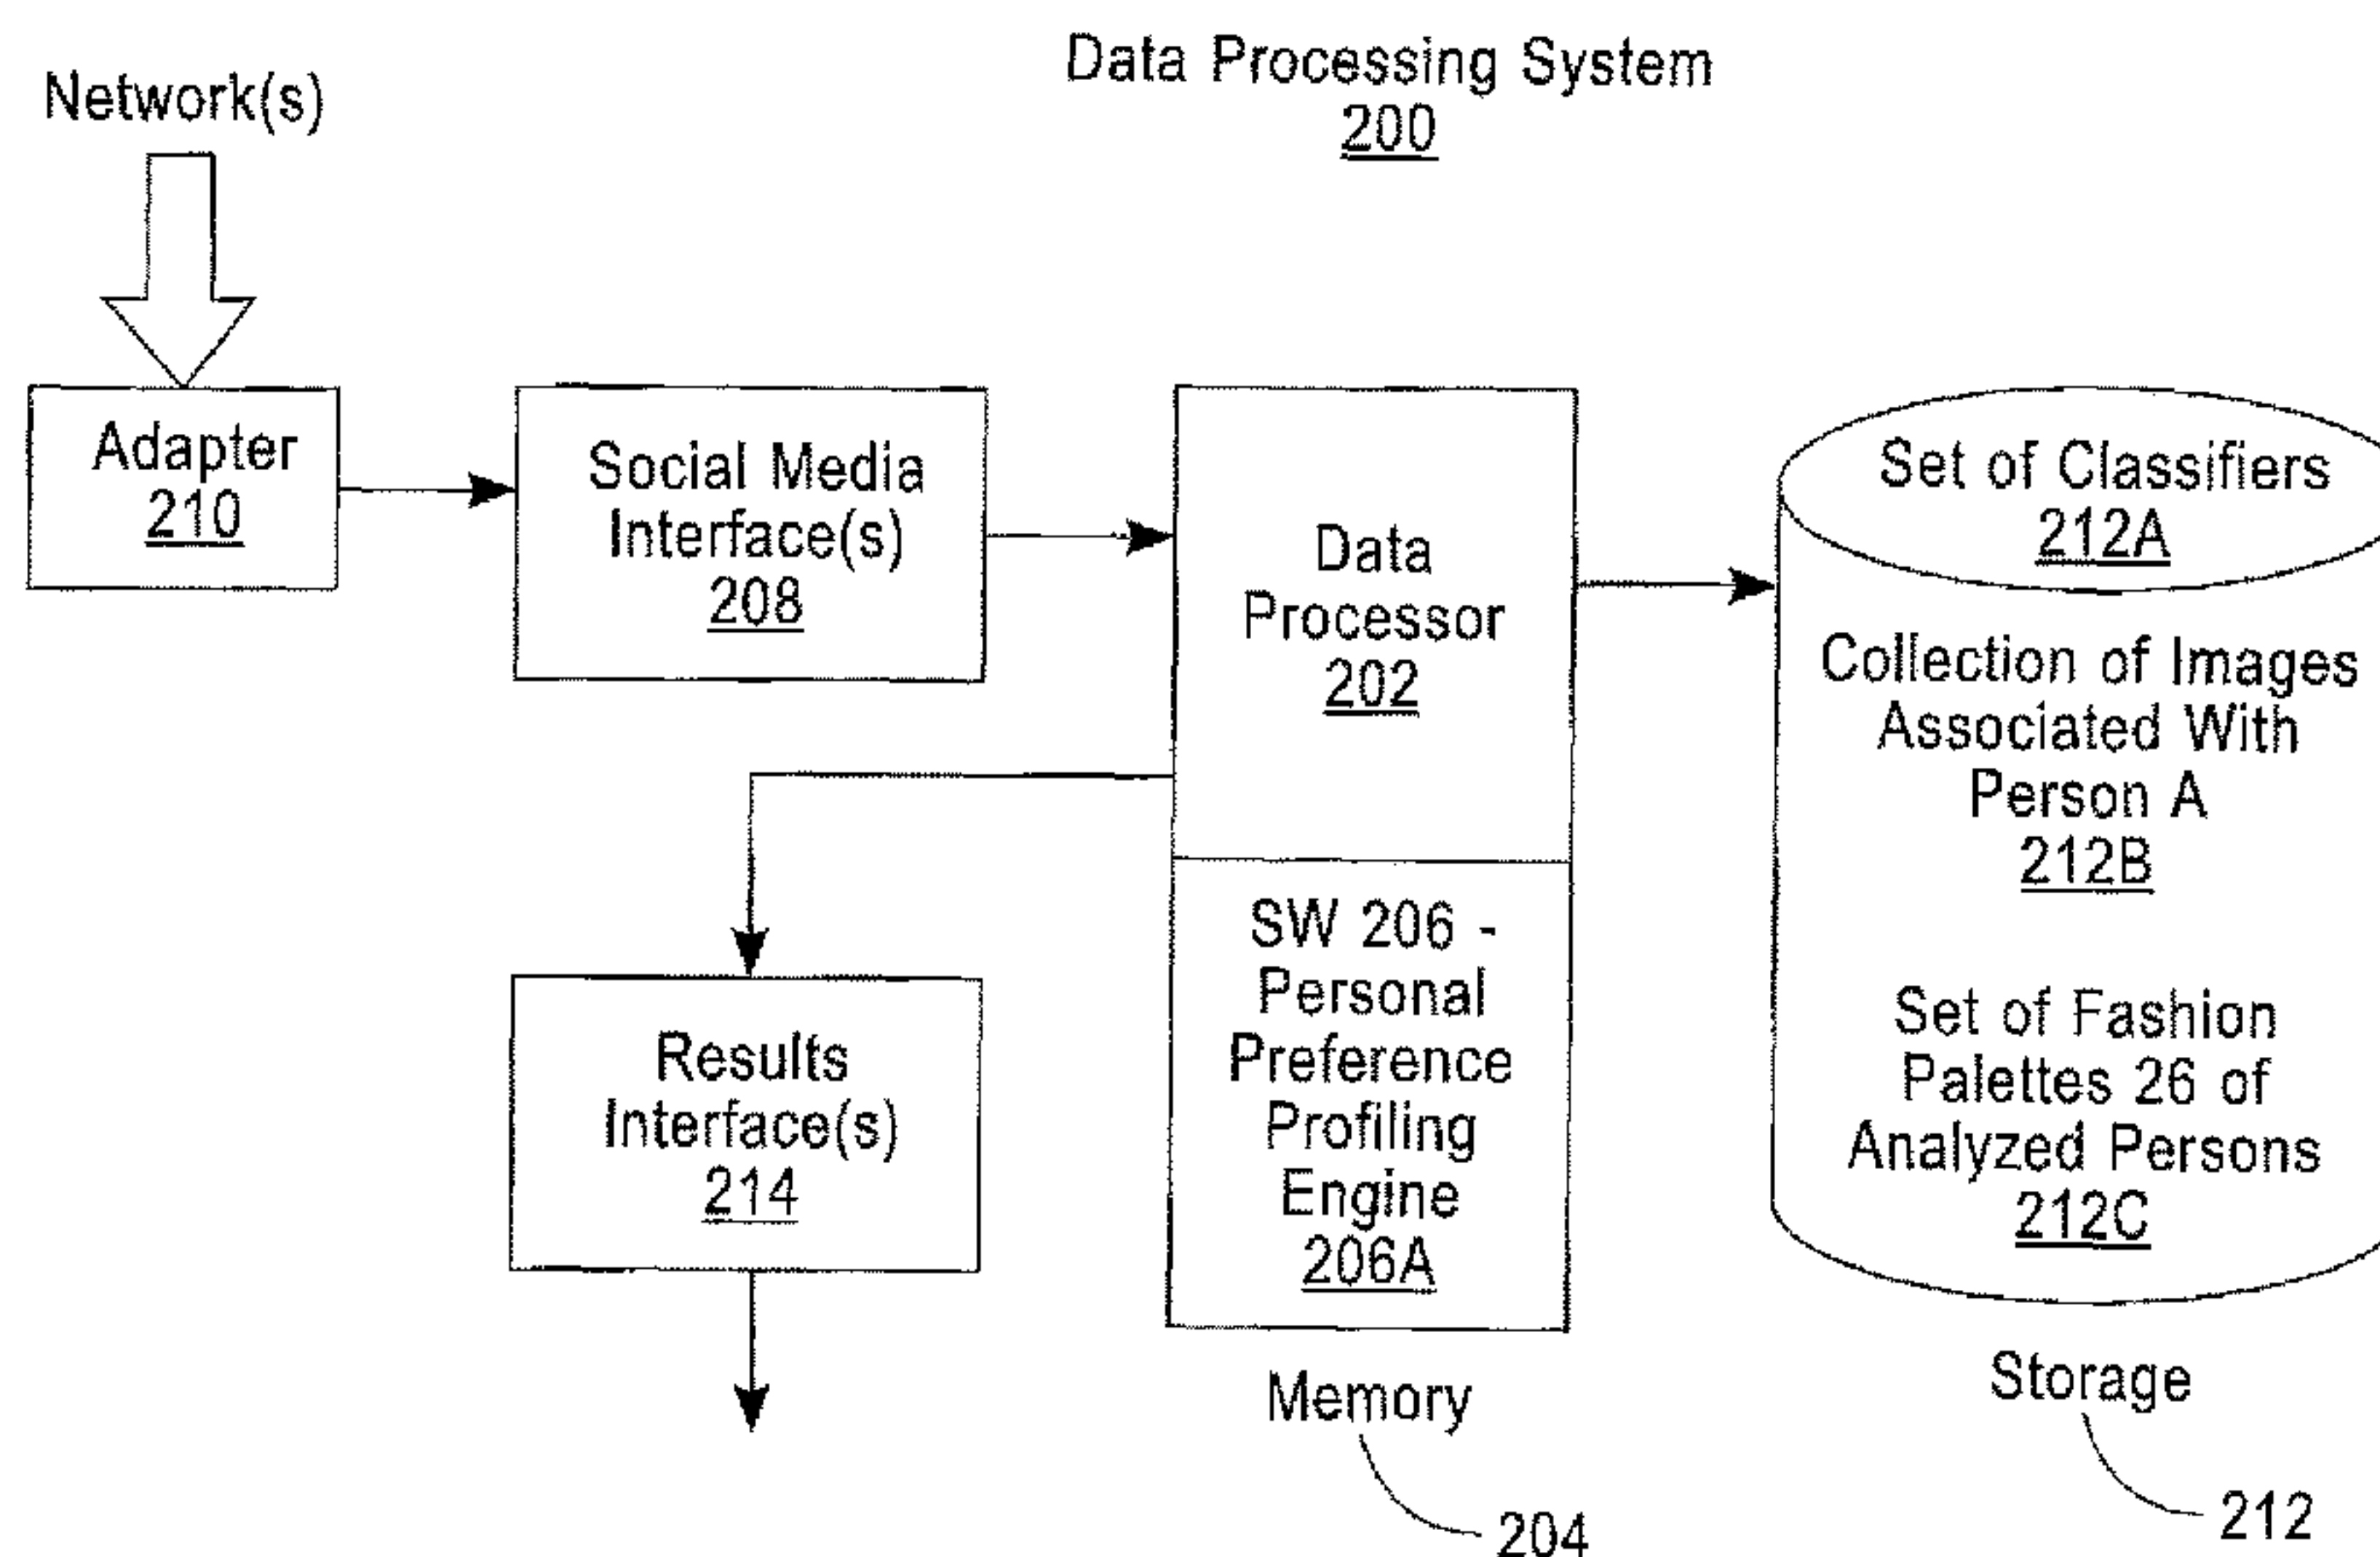 Data Processing System
200
Network(s)
Adapter
210
Social Media
Interface(s)
208
Data
Processor
202
SW 206 -
Personal
Preference
Profiling
Engine
206A
Set of Classifiers
212A
Collection of Images
Associated With
Person A
212B
Set of Fashion
Palettes 26 of
Analyzed Persons
212C
Results
Interface(s)
214
Memory
204
Storage
212